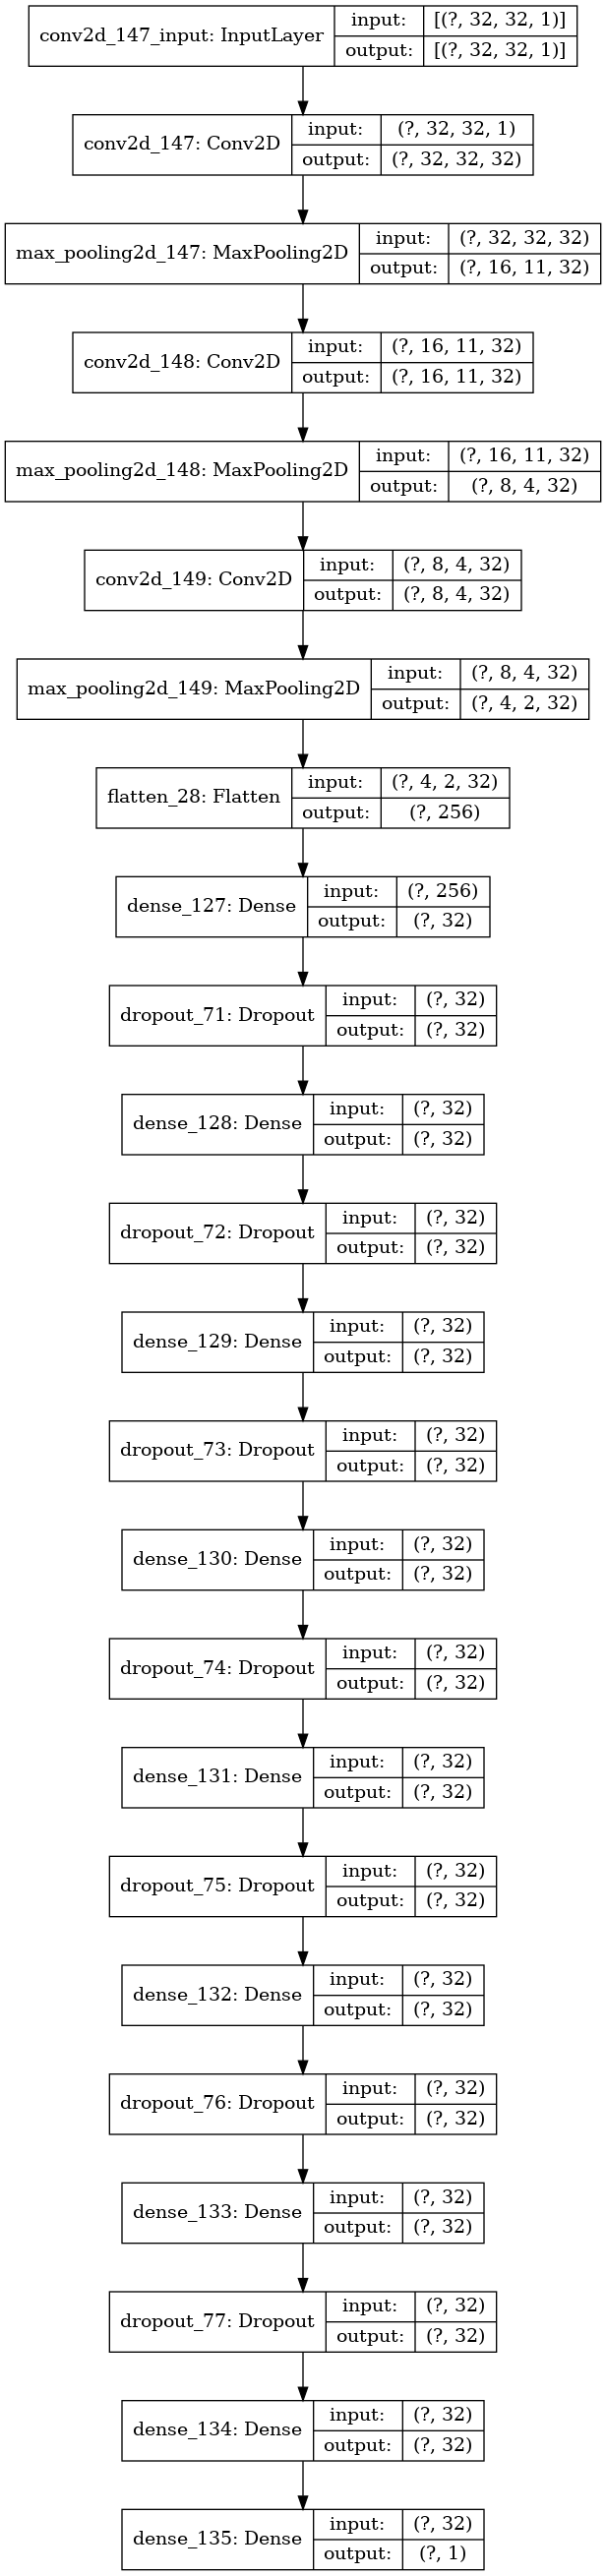 conv2d_147_input: InputLayer
input: [(?, 32, 32, 1)]
output: [(?, 32, 32, 1)]
conv2d_147: Conv2D
input: (?, 32, 32, 1)
output: (?, 32, 32, 32)
max_pooling2d_147: MaxPooling2D
input: (?, 32, 32, 32)
output: (?, 16, 11, 32)
conv2d_148: Conv2D
input: (?, 16, 11, 32)
output: (?, 16, 11, 32)
max_pooling2d_148: MaxPooling2D
input: (?, 16, 11, 32)
output: (?, 8, 4, 32)
conv2d_149: Conv2D
input: (?, 8, 4, 32)
output: (?, 8, 4, 32)
max_pooling2d_149: MaxPooling2D
input: (?, 8, 4, 32)
output: (?, 4, 2, 32)
flatten_28: Flatten
input: (?, 4, 2, 32)
output: (?, 256)
dense_127: Dense
input: (?, 256)
output: (?, 32)
dropout_71: Dropout
input: (?, 32)
output: (?, 32)
dense_128: Dense
input: (?, 32)
output: (?, 32)
dropout_72: Dropout
input: (?, 32)
output: (?, 32)
dense_129: Dense
input: (?, 32)
output: (?, 32)
dropout_73: Dropout
input: (?, 32)
output: (?, 32)
dense_130: Dense
input: (?, 32)
output: (?, 32)
dropout_74: Dropout
input: (?, 32)
output: (?, 32)
dense_131: Dense
input: (?, 32)
output: (?, 32)
dropout_75: Dropout
input: (?, 32)
output: (?, 32)
dense_132: Dense
input: (?, 32)
output: (?, 32)
dropout_76: Dropout
input: (?, 32)
output: (?, 32)
dense_133: Dense
input: (?, 32)
output: (?, 32)
dropout_77: Dropout
input: (?, 32)
output: (?, 32)
dense_134: Dense
input: (?, 32)
output: (?, 32)
dense_135: Dense
input: (?, 32)
output: (?, 1)